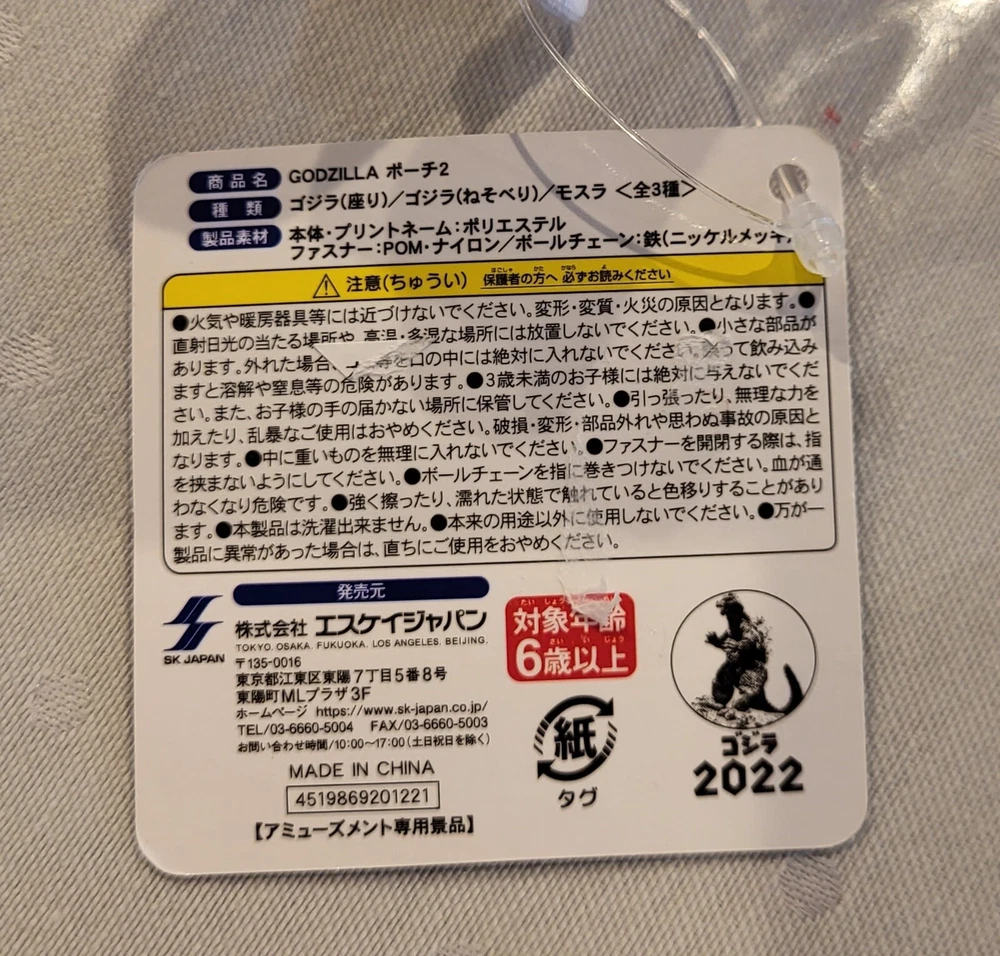 商品名 GODZILLA ポーチ2
種類 ゴジラ(座り)/ゴジラ(ねそべり)/モスラ <全3種>
製品素材 本体・プリントネーム:ポリエステル
ファスナー:POM・ナイロン/ボールチェーン:鉄(ニッケルメッキ
注意(ちゅうい) 保護者の方へ 必ずお読みください
●火気や暖房器具等には近づけないでください。変形・変質・火災の原因となります。●
直射日光の当たる場所や、高温・多湿な場所には放置しないでください。●小さな部品が
あります。外れた場合、 等を口の中には絶対に入れないでください。 って飲み込み
ますと溶解や窒息等の危険があります。●3歳未満のお子様には絶対に与えないでくだ
さい。また、お子様の手の届かない場所に保管してください。●引っ張ったり、無理な力を
加えたり、乱暴なご使用はおやめください。破損・変形・部品外れや思わぬ事故の原因と
なります。●中に重いものを無理に入れないでください。●ファスナーを開閉する際は、指
を挟まないようにしてください。●ボールチェーンを指に巻きつけないでください。血が通
わなくなり危険です。●強く擦ったり、濡れた状態で触れていると色移りすることがあり
ます。●本製品は洗濯出来ません。●本来の用途以外に使用しないでください。●万が一
製品に異常があった場合は、直ちにご使用をおやめください。
発売元
SK JAPAN
株式会社 エスケイジャパン
TOKYO. OSAKA. FUKUOKA. LOS ANGELES. BEIJING.
〒135-0016
東京都江東区東陽7丁目5番8号
東陽町MLプラザ3F
ホームページ https://www.sk-japan.co.jp/
TEL/03-6660-5004 FAX/03-6660-5003
お問い合わせ時間/10:00〜17:00(土日祝日を除く)
MADE IN CHINA
4519869201221
【アミューズメント専用景品】
対象年齢
6歳以上
紙
タグ
ゴジラ
2022